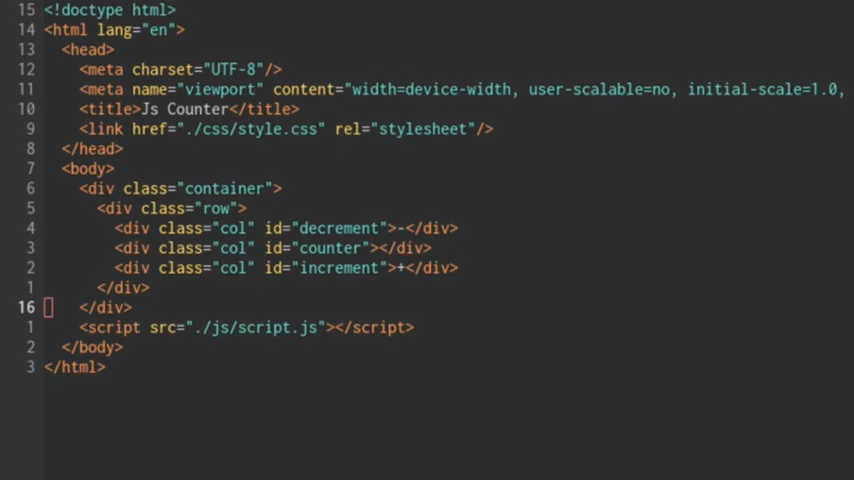 15 <!doctype html>
14 <html lang="en">
13 <head>
12 <meta charset="UTF-8"/>
11 <meta name="viewport" content="width=device-width, user-scalable=no, initial-scale=1.0,
10 <title>Js Counter</title>
9 <link href="./css/style.css" rel="stylesheet"/>
8 </head>
7 <body>
6 <div class="container">
5 <div class="row">
4 <div class="col" id="decrement">-</div>
3 <div class="col" id="counter"></div>
2 <div class="col" id="increment">+</div>
1 </div>
16 </div>
1 <script src="./js/script.js"></script>
2 </body>
3 </html>